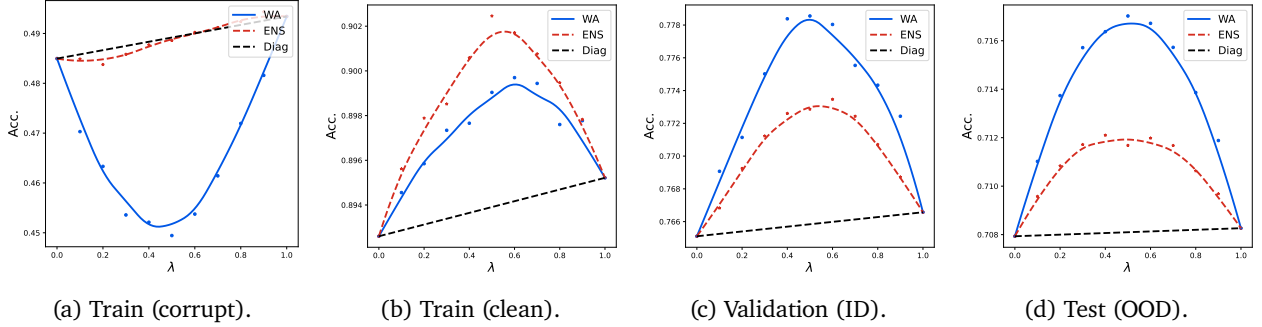 0.49
0.48
0.47
0.46
0.45
Acc.
0.0 0.2 0.4 0.6 0.8 1.0
λ
WA
ENS
Diag
(a) Train (corrupt).
0.902
0.900
0.898
0.896
0.894
Acc.
0.0 0.2 0.4 0.6 0.8 1.0
λ
WA
ENS
Diag
(b) Train (clean).
0.778
0.776
0.774
0.772
0.770
0.768
0.766
Acc.
0.0 0.2 0.4 0.6 0.8 1.0
λ
WA
ENS
Diag
(c) Validation (ID).
0.716
0.714
0.712
0.710
0.708
Acc.
0.0 0.2 0.4 0.6 0.8 1.0
λ
WA
ENS
Diag
(d) Test (OOD).